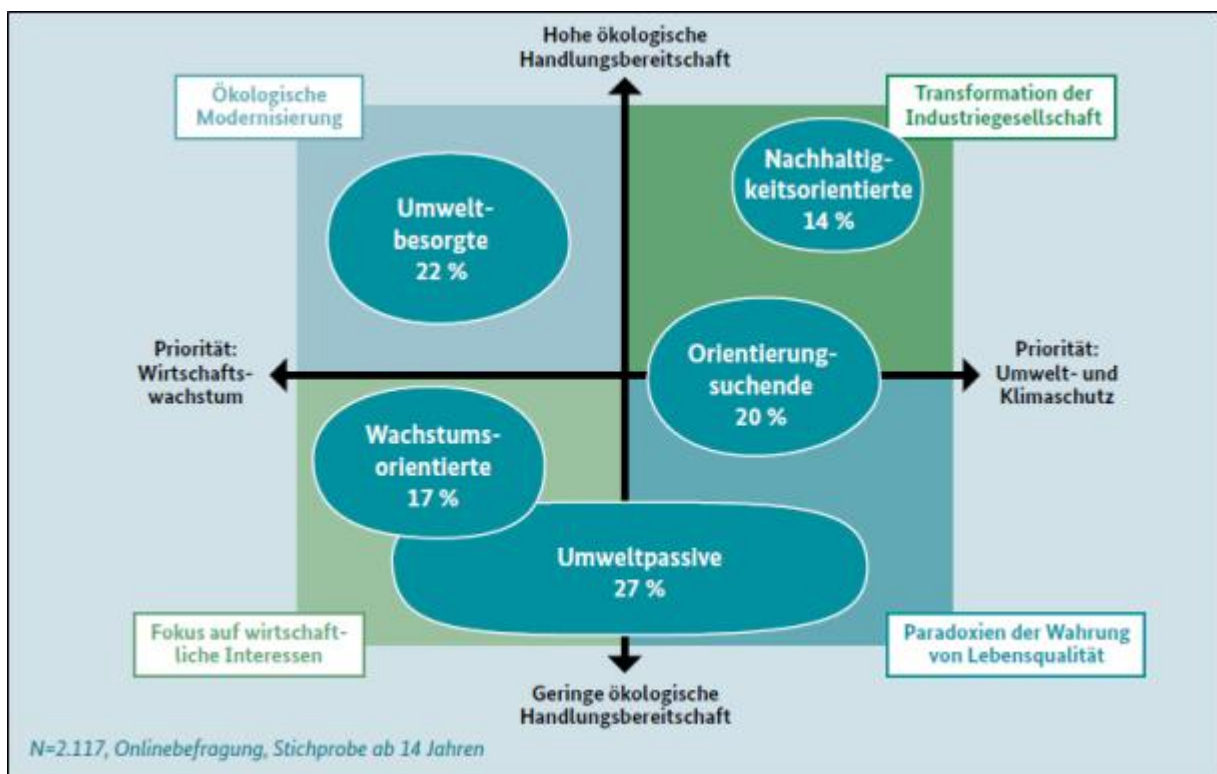 Hohe ökologische
Handlungsbereitschaft
Ökologische
Modernisierung
Transformation der
Industriegesellschaft
Nachhaltig-
keitsorientierte
14 %
Umwelt-
besorgte
22 %
Priorität:
Wirtschafts-
wachstum
Orientierung-
suchende
20 %
Priorität:
Umwelt- und
Klimaschutz
Wachstums-
orientierte
17 %
Umweltpassive
27 %
Fokus auf wirtschaft-
liche Interessen
Paradoxien der Wahrung
von Lebensqualität
Geringe ökologische
Handlungsbereitschaft
N=2.117, Onlinebefragung, Stichprobe ab 14 Jahren